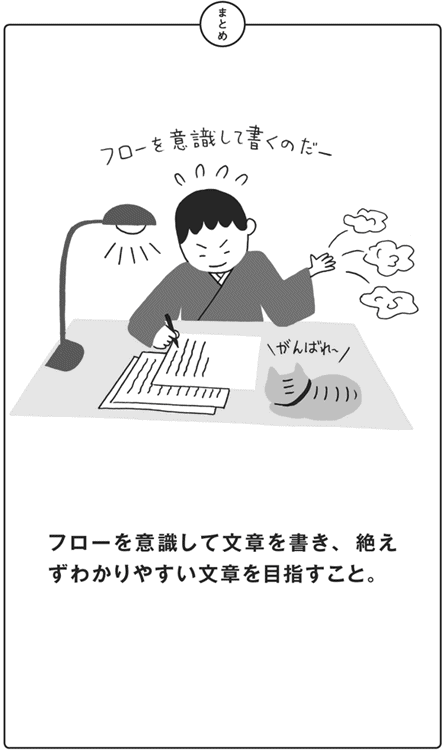 まとめ
フローを意識して書くのだー
がんばれ〜
フローを意識して文章を書き、絶え
ずわかりやすい文章を目指すこと。